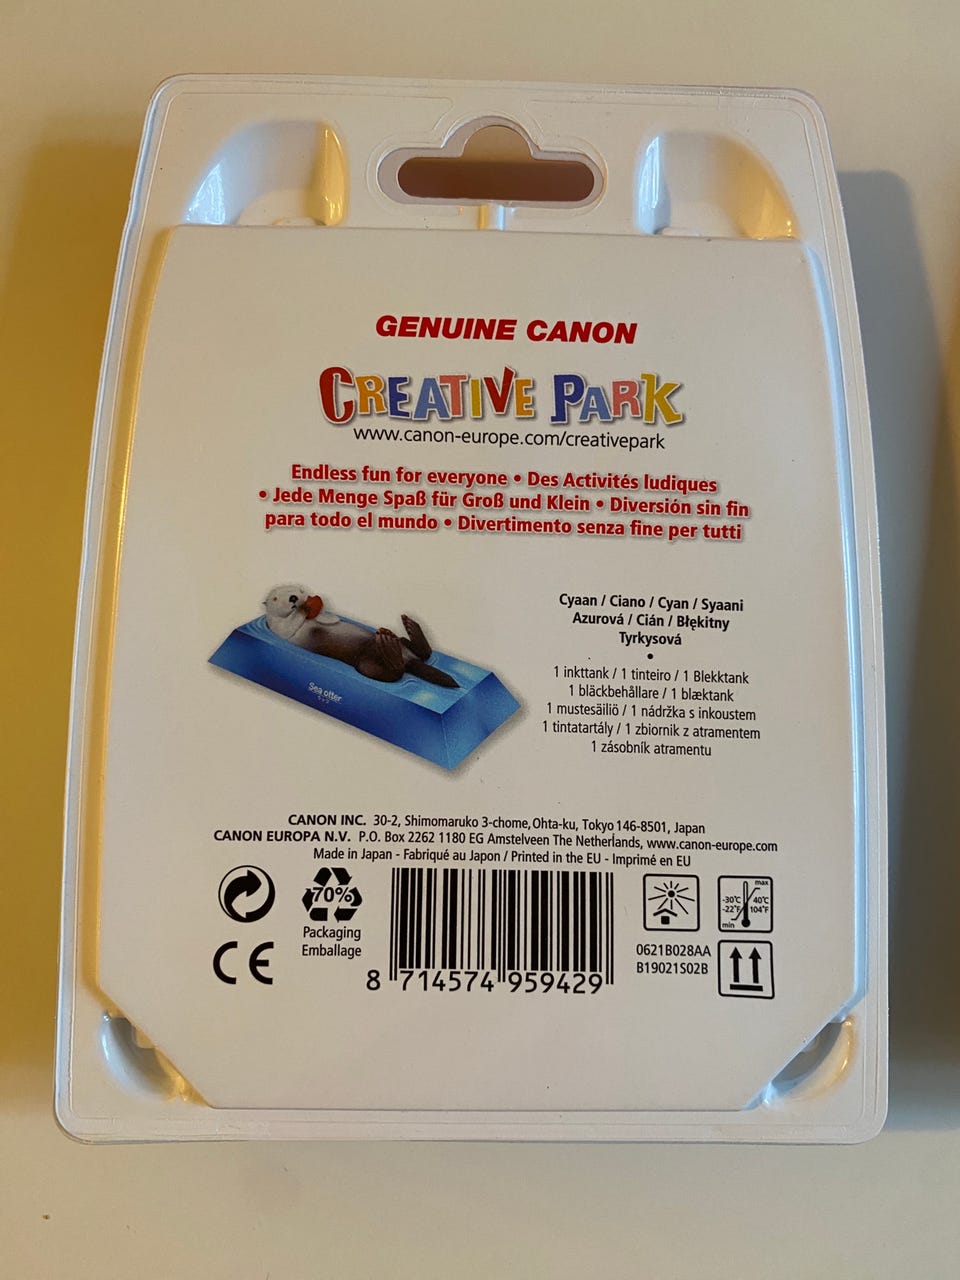 GENUINE CANON
CREATIVE PARK
www.canon-europe.com/creativepark
Endless fun for everyone • Des Activités ludiques
• Jede Menge Spaß für Groß und Klein • Diversión sin fin
para todo el mundo • Divertimento senza fine per tutti
Sea otter
Cyaan / Ciano / Cyan / Syaani
Azurová / Cián / Błękitny
Tyrkysová
•
1 inkttank / 1 tinteiro / 1 Blekktank
1 bläckbehållare / 1 blæktank
1 mustesäiliö / 1 nádržka s inkoustem
1 tintatartály / 1 zbiornik z atramentem
1 zásobník atramentu
CANON INC. 30-2, Shimomaruko 3-chome, Ohta-ku, Tokyo 146-8501, Japan
CANON EUROPA N.V. P.O. Box 2262 1180 EG Amstelveen The Netherlands, www.canon-europe.com
Made in Japan - Fabriqué au Japon / Printed in the EU - Imprimé en EU
70%
Packaging
Emballage
CE
8 714574 959429
max
-30°C 40°C
-22°F 104°F
min
0621B028AA
B19021S02B